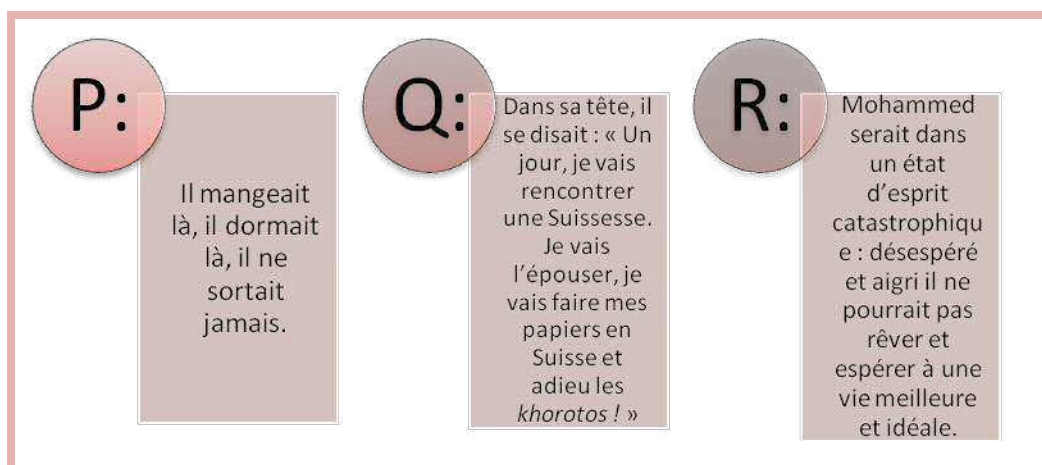 P:
Il mangeait
là, il dormait
là, il ne
sortait
jamais.
Q:
Dans sa tête, il
se disait : « Un
jour, je vais
rencontrer
une Suissesse.
Je vais
l'épouser, je
vais faire mes
papiers en
Suisse et
adieu les
khorotos ! »
R:
Mohammed
serait dans
un état
d'esprit
catastrophiqu
e : désespéré
et aigri il ne
pourrait pas
rêver et
espérer à une
vie meilleure
et idéale.